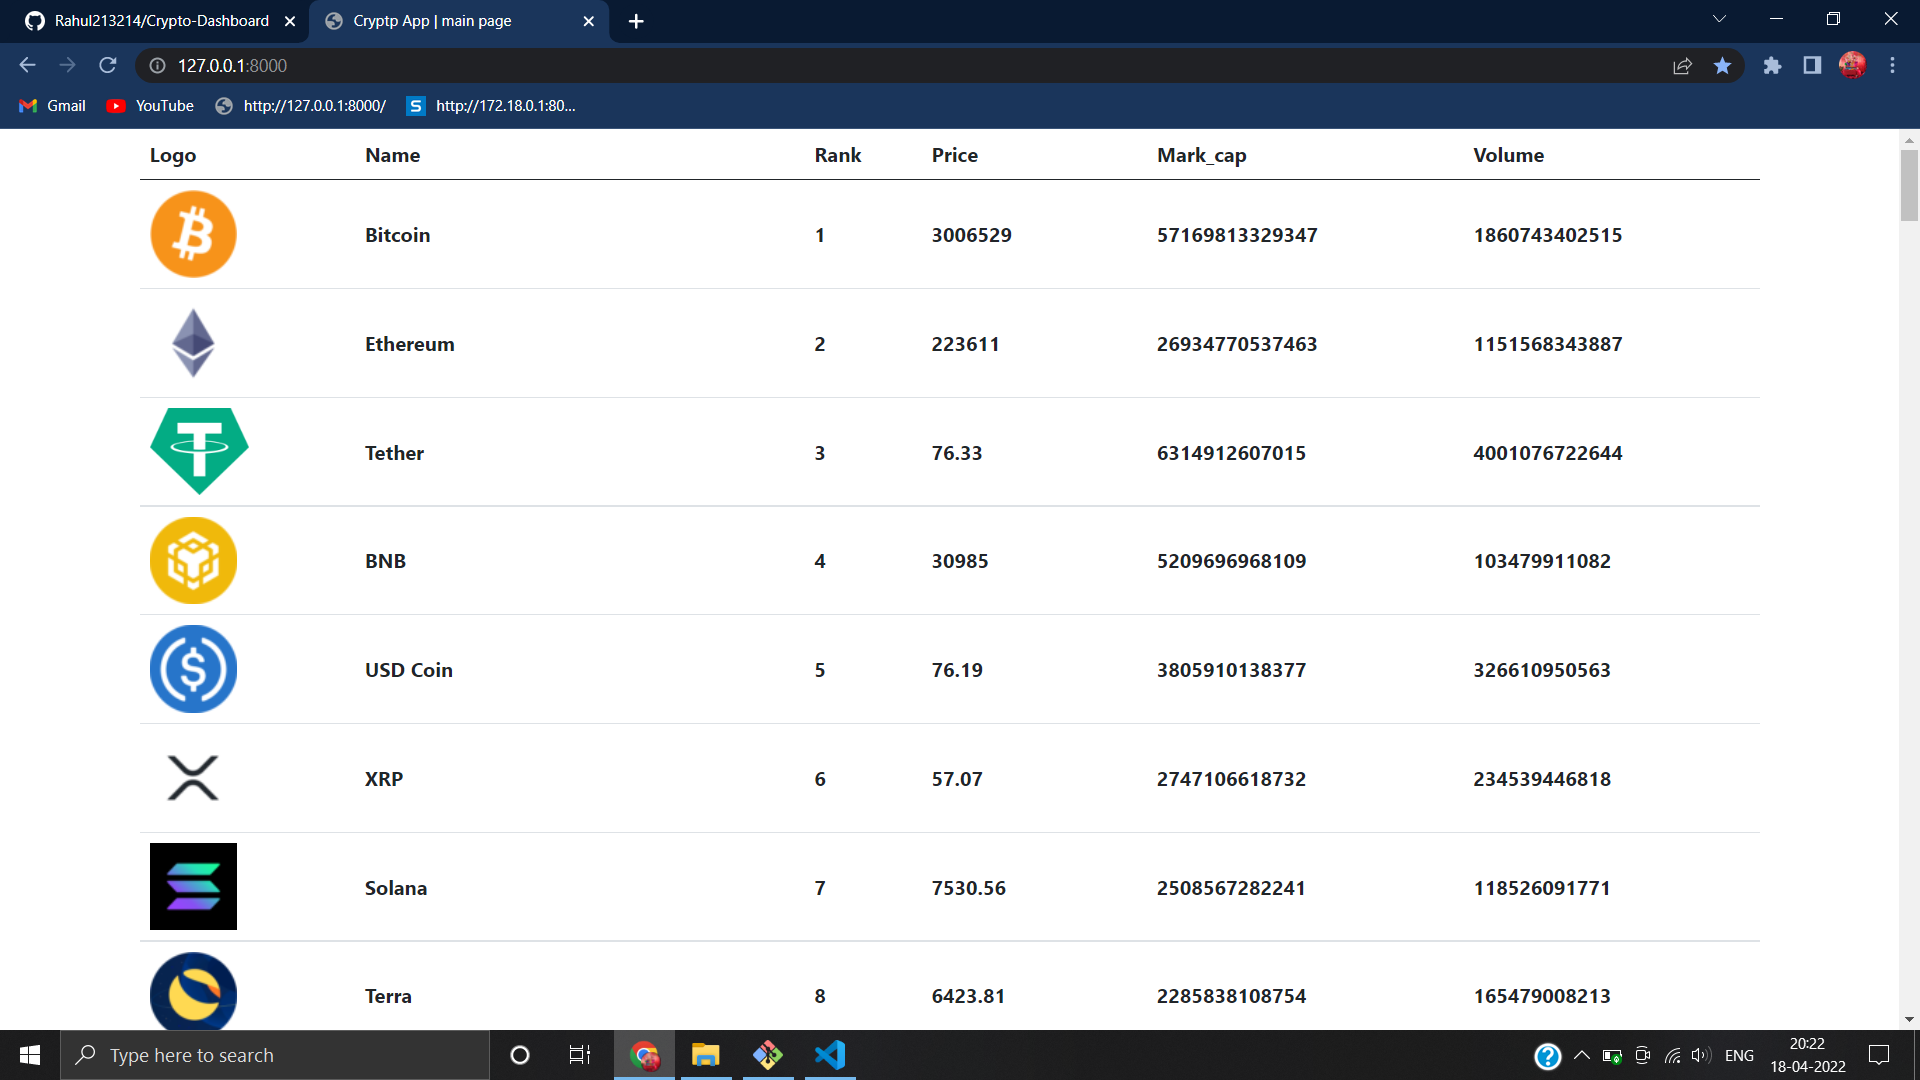 Rahul213214/Crypto-Dashboard
Cryptp App | main page
127.0.0.1:8000
Gmail YouTube http://127.0.0.1:8000/ S http://172.18.0.1:80...
Logo Name Rank Price Mark_cap Volume
Bitcoin 1 3006529 57169813329347 1860743402515
Ethereum 2 223611 26934770537463 1151568343887
Tether 3 76.33 6314912607015 4001076722644
BNB 4 30985 5209696968109 103479911082
USD Coin 5 76.19 3805910138377 326610950563
XRP 6 57.07 2747106618732 234539446818
Solana 7 7530.56 2508567282241 118526091771
Terra 8 6423.81 2285838108754 165479008213
Type here to search
ENG
20:22
18-04-2022